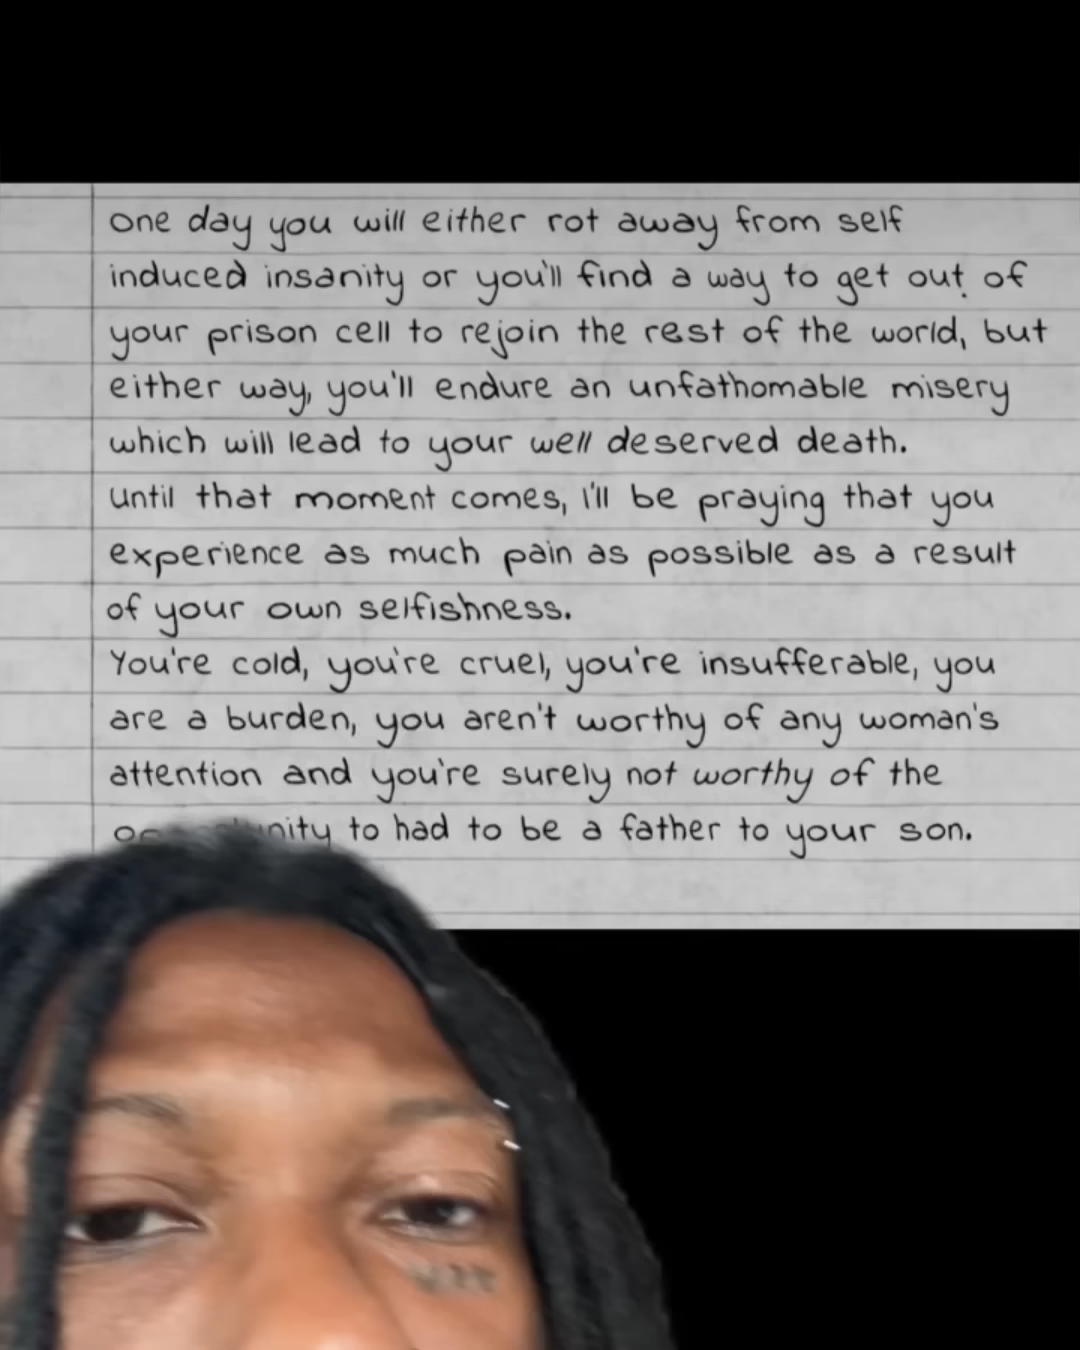 one day you will either rot away from self
induced insanity or you'll find a way to get out of
your prison cell to rejoin the rest of the world, but
either way, you'll endure an unfathomable misery
which will lead to your well deserved death.
until that moment comes, i'll be praying that you
experience as much pain as possible as a result
of your own selfishness.
You're cold, you're cruel, you're insufferable, you
are a burden, you aren't worthy of any woman's
attention and you're surely not worthy of the
to had to be a father to your son.